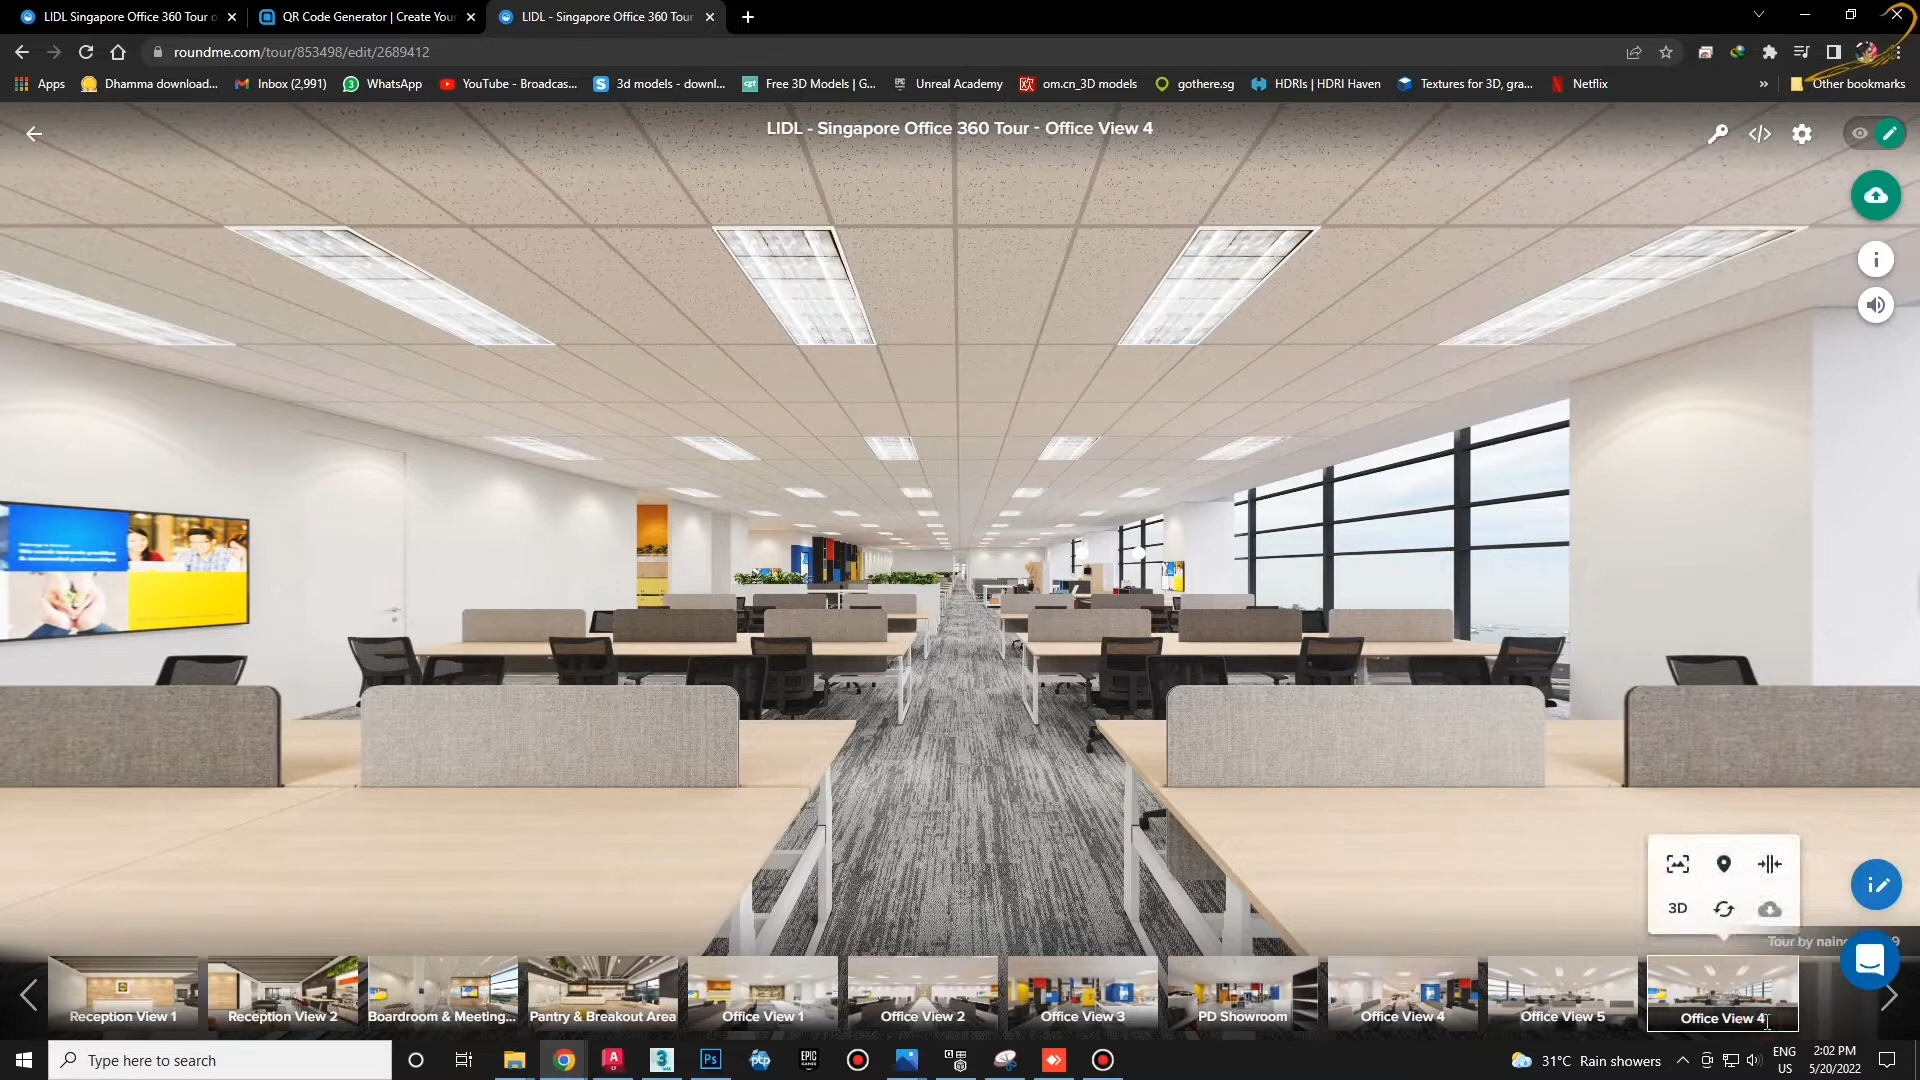 LIDL Singapore Office 360 Tour o
QR Code Generator | Create Your
LIDL - Singapore Office 360 Tour
roundme.com/tour/853498/edit/2689412
Apps
Dhamma download...
Inbox (2,991)
WhatsApp
YouTube - Broadcas...
3d models - downl...
Free 3D Models | G...
Unreal Academy
om.cn_3D models
gothere.sg
HDRIs | HDRI Haven
Textures for 3D, gra...
Netflix
»
Other bookmarks
LIDL - Singapore Office 360 Tour - Office View 4
3D
Tour by
Reception View 1
Reception View 2
Boardroom & Meeting...
Pantry & Breakout Area
Office View 1
Office View 2
Office View 3
PD Showroom
Office View 4
Office View 5
Office View 4
Type here to search
31°C Rain showers
ENG
US
2:02 PM
5/20/2022